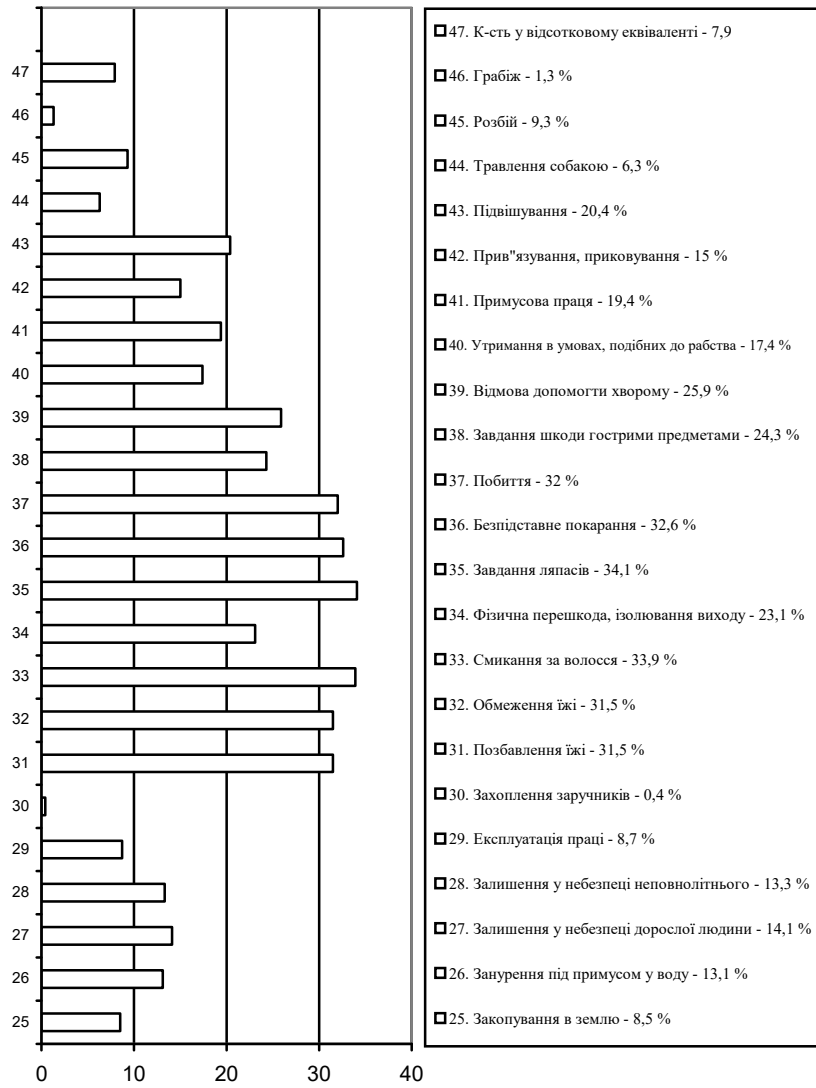 47
46
45
44
43
42
41
40
39
38
37
36
35
34
33
32
31
30
29
28
27
26
25
0 10 20 30 40
47. К-сть у відсотковому еквіваленті - 7,9
46. Грабіж - 1,3 %
45. Розбій - 9,3 %
44. Травлення собакою - 6,3 %
43. Підвішування - 20,4 %
42. Прив"язування, приковування - 15 %
41. Примусова праця - 19,4 %
40. Утримання в умовах, подібних до рабства - 17,4 %
39. Відмова допомогти хворому - 25,9 %
38. Завдання шкоди гострими предметами - 24,3 %
37. Побиття - 32 %
36. Безпідставне покарання - 32,6 %
35. Завдання ляпасів - 34,1 %
34. Фізична перешкода, ізолювання виходу - 23,1 %
33. Смикання за волосся - 33,9 %
32. Обмеження їжі - 31,5 %
31. Позбавлення їжі - 31,5 %
30. Захоплення заручників - 0,4 %
29. Експлуатація праці - 8,7 %
28. Залишення у небезпеці неповнолітнього - 13,3 %
27. Залишення у небезпеці дорослої людини - 14,1 %
26. Занурення під примусом у воду - 13,1 %
25. Закопування в землю - 8,5 %